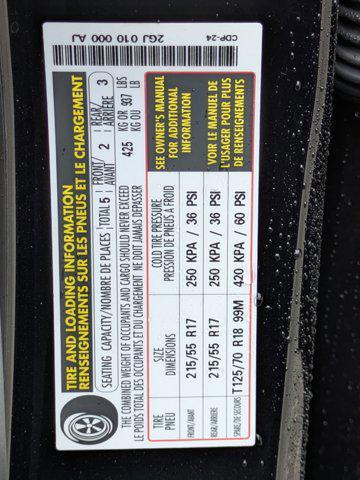 2GJ 010 000 AJ
CDP-24
TIRE AND LOADING INFORMATION
RENSEIGNEMENTS SUR LES PNEUS ET LE CHARGEMENT
SEATING CAPACITY/NOMBRE DE PLACES TOTAL 5 FRONT/AVANT 2 REAR/ARRIÈRE 3
THE COMBINED WEIGHT OF OCCUPANTS AND CARGO SHOULD NEVER EXCEED 425 KG OR 937 LBS
LE POIDS TOTAL DES OCCUPANTS ET DU CHARGEMENT NE DOIT JAMAIS DÉPASSER KG OU LB
TIRE SIZE COLD TIRE PRESSURE
PNEU DIMENSIONS PRESSION DE PNEUS À FROID
FRONT/AVANT 215/55 R17 250 KPA / 36 PSI
REAR/ARRIÈRE 215/55 R17 250 KPA / 36 PSI
SPARE/DE SECOURS T125/70 R18 99M 420 KPA / 60 PSI
SEE OWNER'S MANUAL
FOR ADDITIONAL
INFORMATION
VOIR LE MANUEL DE
L'USAGER POUR PLUS
DE RENSEIGNEMENTS